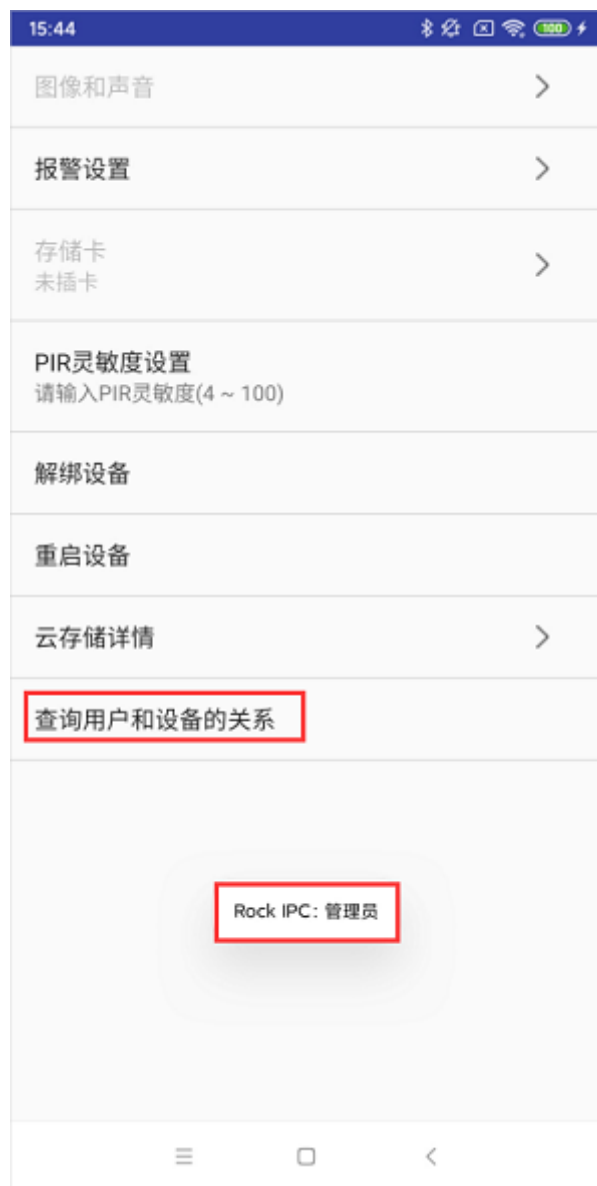 15:44
100
图像和声音
报警设置
存储卡
未插卡
PIR灵敏度设置
请输入PIR灵敏度(4 ~ 100)
解绑设备
重启设备
云存储详情
查询用户和设备的关系
Rock IPC: 管理员